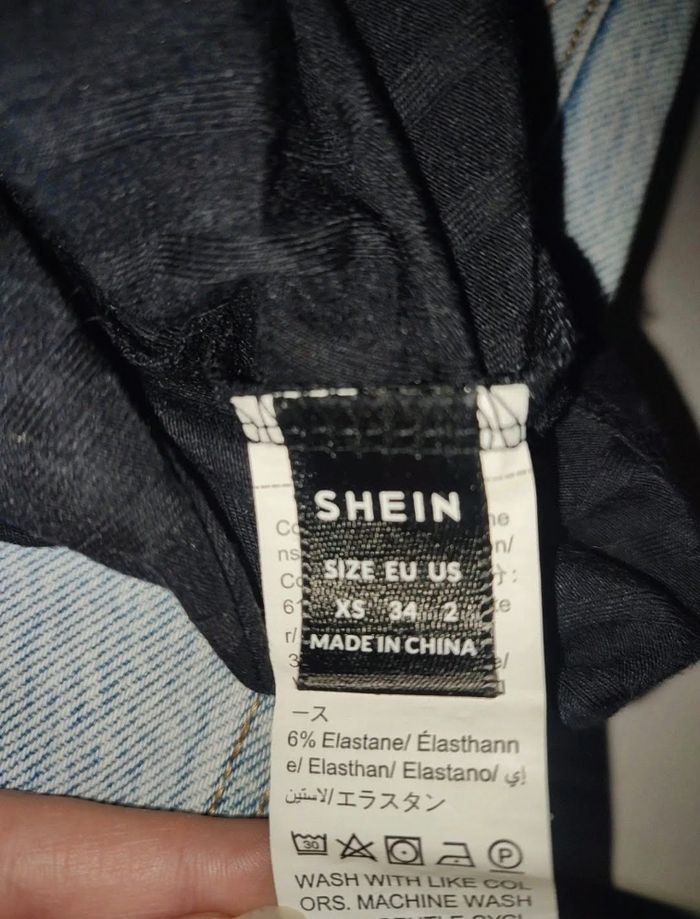 SHEIN
SIZE EU US
XS 34 2
MADE IN CHINA
ース
6% Elastane/ Élasthann
e/ Elasthan/ Elastano/ إي
لاستين/エラスタン
30
P
WASH WITH LIKE COL
ORS. MACHINE WASH